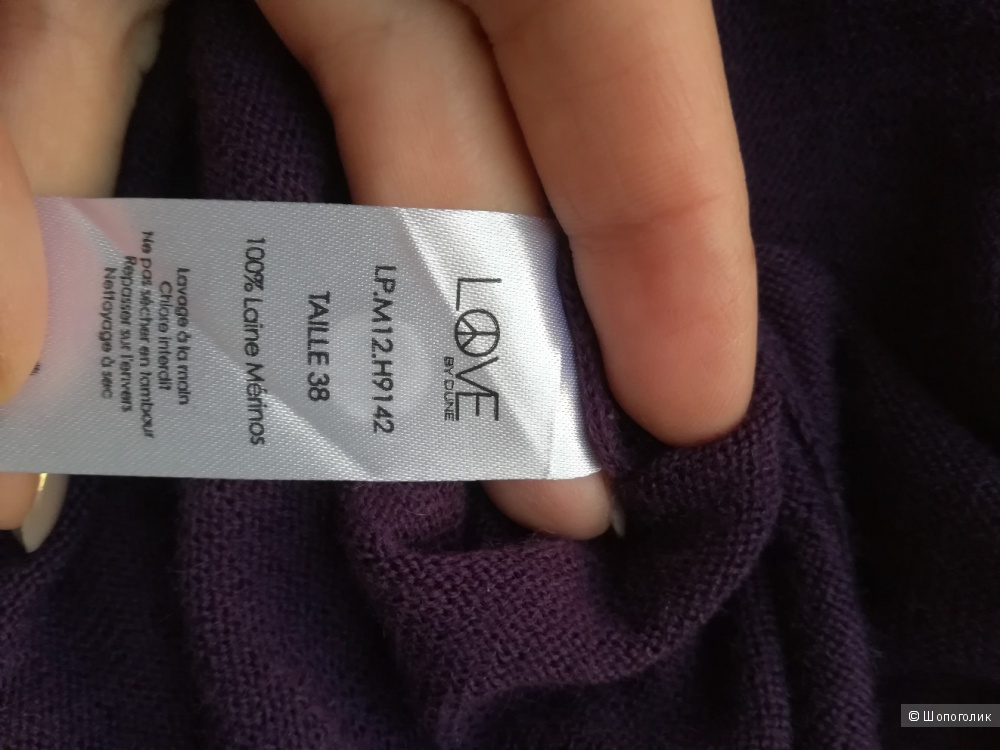 LOVE
BY DUNE
LP.M12.H9142
TAILLE 38
100% Laine Mérinos
Lavage à la main
Chlore interdit
Ne pas sécher en tambour
Repasser sur l'envers
Nettoyage à sec
© Шопоголик